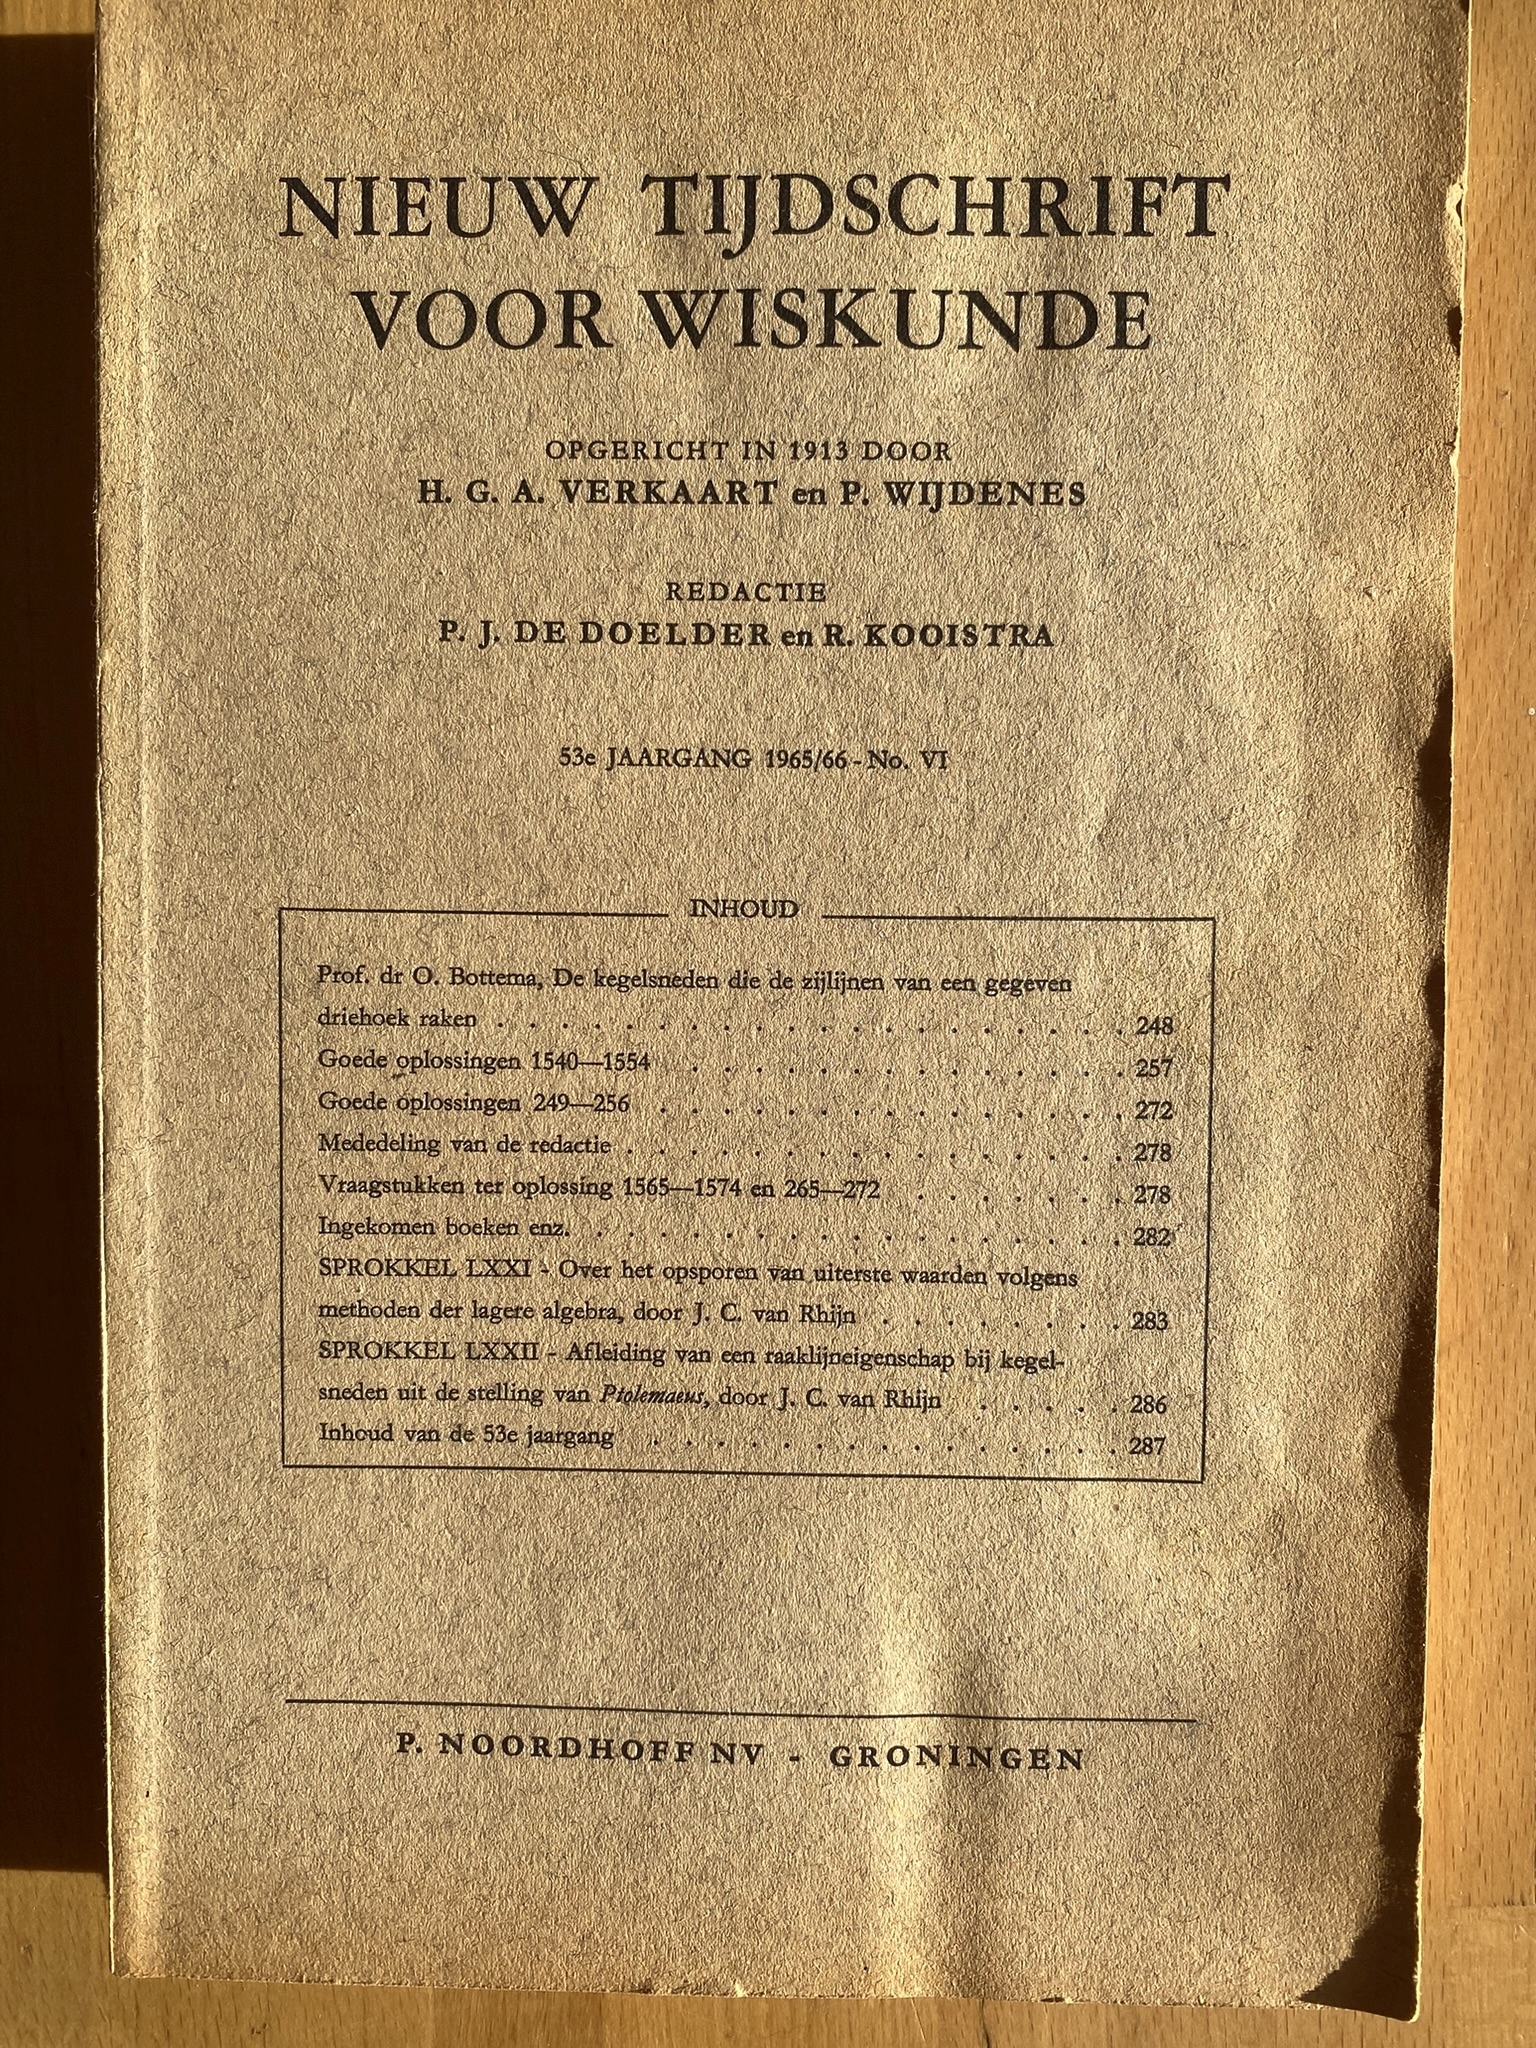 NIEUW TIJDSCHRIFT
VOOR WISKUNDE
OPGERICHT IN 1913 DOOR
H. G. A. VERKAART en P. WIJDENES
REDACTIE
P. J. DE DOELDER en R. KOOISTRA
53e JAARGANG 1965/66 - No. VI
INHOUD
Prof. dr O. Bottema, De kegelsneden die de zijlijnen van een gegeven
driehoek raken . . . . . . . . . . . . . . . . . . . . 248
Goede oplossingen 1540—1554 . . . . . . . . . . . . . . 257
Goede oplossingen 249—256 . . . . . . . . . . . . . . . 272
Mededeling van de redactie . . . . . . . . . . . . . . . . 278
Vraagstukken ter oplossing 1565—1574 en 265—272 . . . . . . . 278
Ingekomen boeken enz. . . . . . . . . . . . . . . . . . . 282
SPROKKEL LXXI - Over het opsporen van uiterste waarden volgens
methoden der lagere algebra, door J. C. van Rhijn . . . . . . . . 283
SPROKKEL LXXII - Afleiding van een raaklijneigenschap bij kegel-
sneden uit de stelling van Ptolemaeus, door J. C. van Rhijn . . . . . 286
Inhoud van de 53e jaargang . . . . . . . . . . . . . . . 287
P. NOORDHOFF NV - GRONINGEN